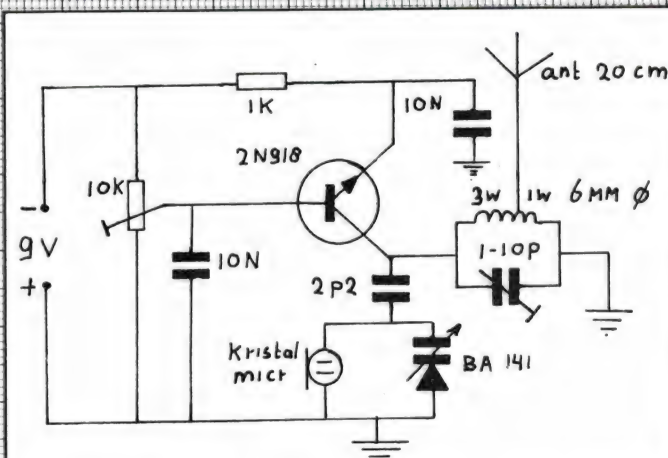 ant 20 cm
1K
10N
2N918
10K
3W 1W 6MM Ø
-
9V
+
10N
1-10P
2P2
Kristal
micr
BA 141